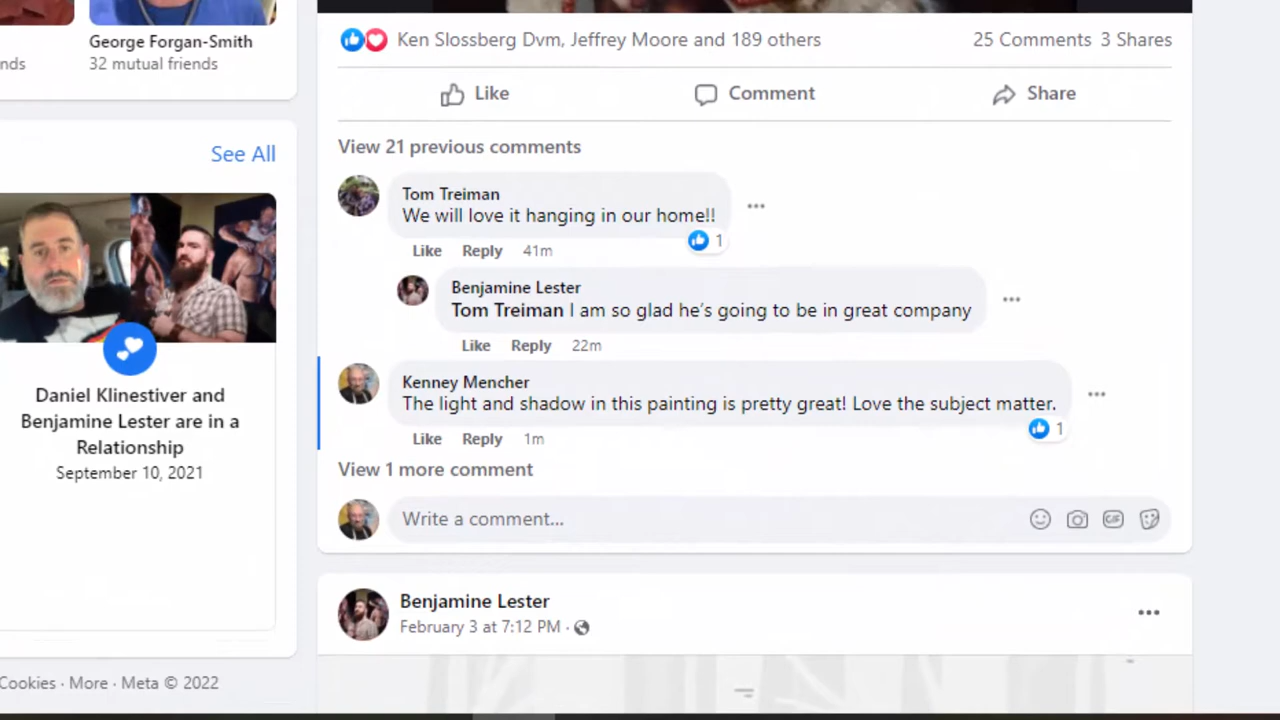 George Forgan-Smith
nds
32 mutual friends
See All
Daniel Klinestiver and
Benjamine Lester are in a
Relationship
September 10, 2021
Cookies · More · Meta © 2022
Ken Slossberg Dvm, Jeffrey Moore and 189 others
25 Comments 3 Shares
Like
Comment
Share
View 21 previous comments
Tom Treiman
We will love it hanging in our home!!
1
Like Reply 41m
Benjamine Lester
Tom Treiman I am so glad he's going to be in great company
Like Reply 22m
Kenney Mencher
The light and shadow in this painting is pretty great! Love the subject matter.
1
Like Reply 1m
View 1 more comment
Write a comment...
GIF
Benjamine Lester
February 3 at 7:12 PM ·